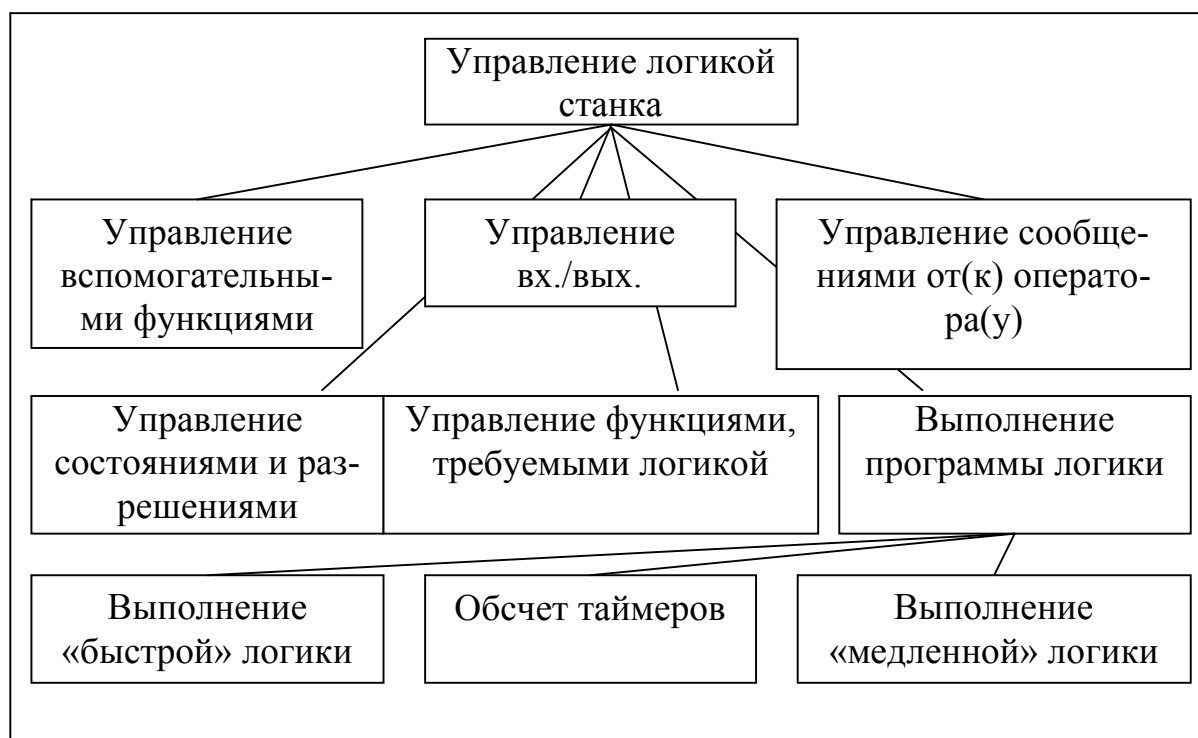 Управление логикой
станка
Управление
вспомогательны-
ми функциями
Управление
вх./вых.
Управление сообще-
ниями от(к) операто-
ра(у)
Управление
состояниями и раз-
решениями
Управление функциями,
требуемыми логикой
Выполнение
программы логики
Выполнение
«быстрой» логики
Обсчет таймеров
Выполнение
«медленной» логики